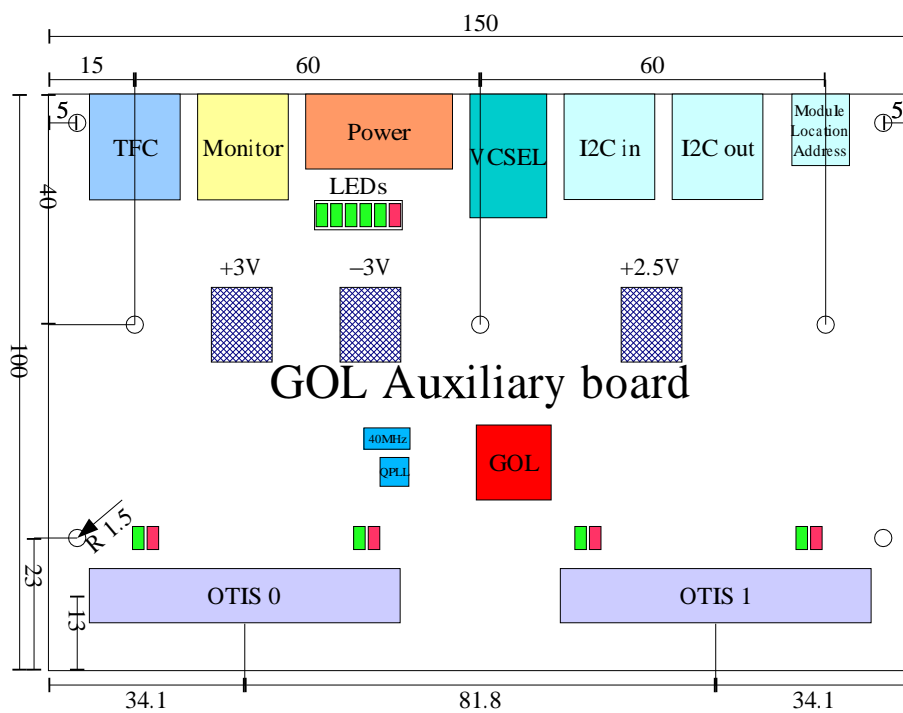 150
15
60
60
5
5
TFC
Monitor
Power
VCSEL
I2C in
I2C out
Module
Location
Address
LEDs
40
+3V
−3V
+2.5V
100
GOL Auxiliary board
40MHz
QPLL
GOL
R 1.5
23
13
OTIS 0
OTIS 1
34.1
81.8
34.1